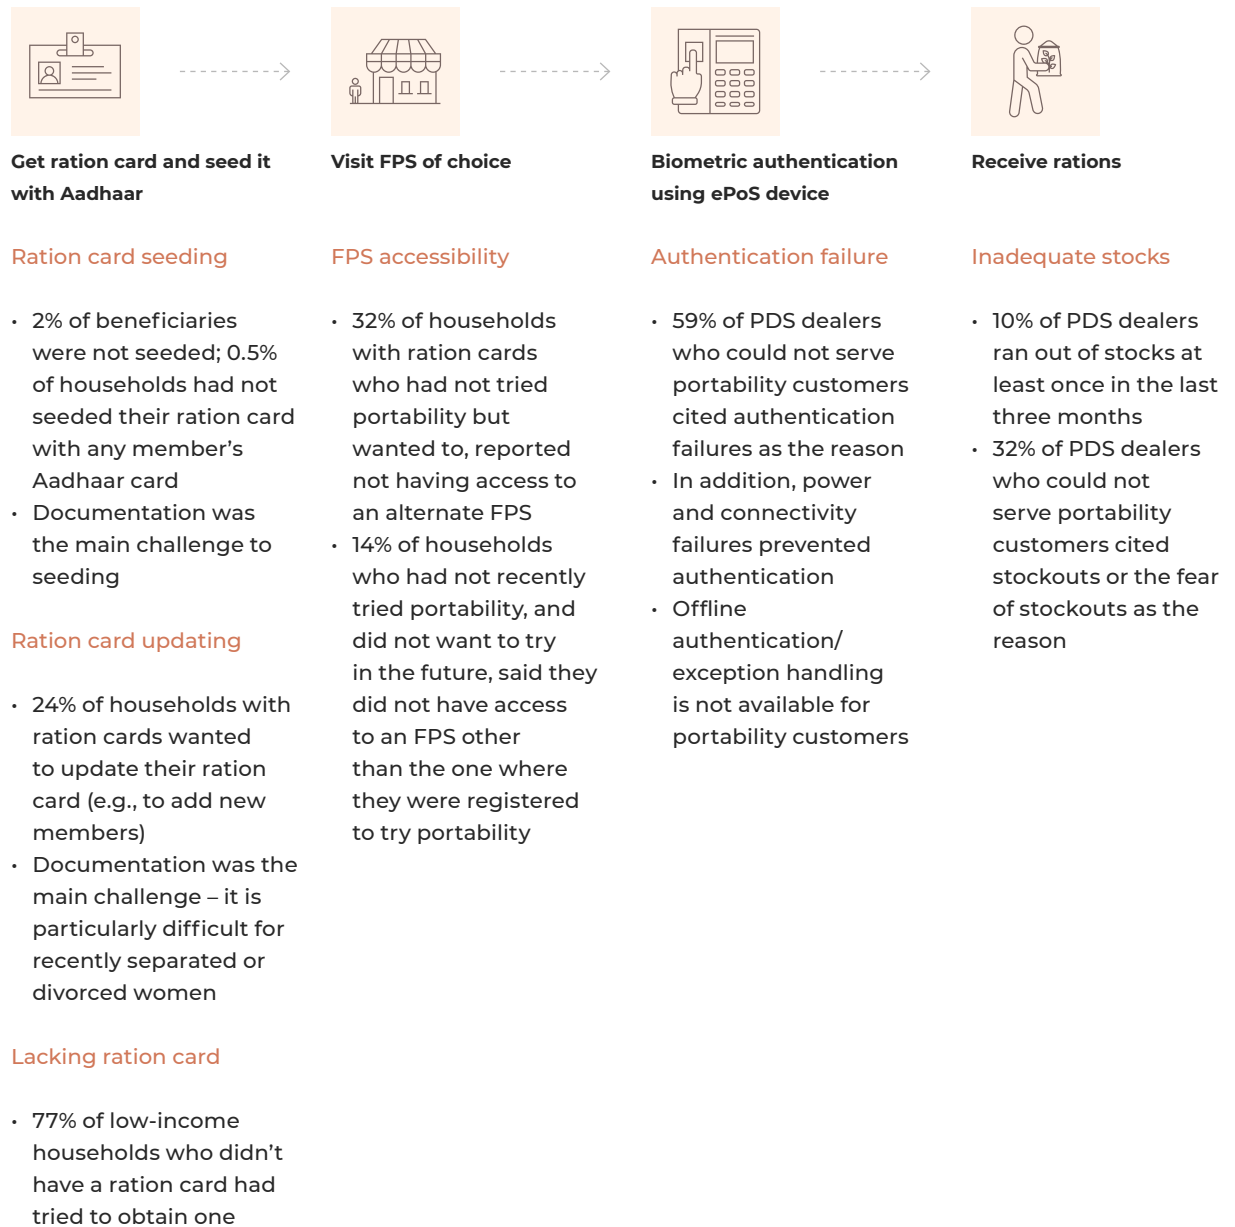 Get ration card and seed it
with Aadhaar
Ration card seeding
• 2% of beneficiaries
were not seeded; 0.5%
of households had not
seeded their ration card
with any member’s
Aadhaar card
• Documentation was
the main challenge to
seeding
Ration card updating
• 24% of households with
ration cards wanted
to update their ration
card (e.g., to add new
members)
• Documentation was the
main challenge – it is
particularly difficult for
recently separated or
divorced women
Lacking ration card
• 77% of low-income
households who didn’t
have a ration card had
tried to obtain one
Visit FPS of choice
FPS accessibility
• 32% of households
with ration cards
who had not tried
portability but
wanted to, reported
not having access to
an alternate FPS
• 14% of households
who had not recently
tried portability, and
did not want to try
in the future, said they
did not have access
to an FPS other
than the one where
they were registered
to try portability
Biometric authentication
using ePoS device
Authentication failure
• 59% of PDS dealers
who could not serve
portability customers
cited authentication
failures as the reason
• In addition, power
and connectivity
failures prevented
authentication
• Offline
authentication/
exception handling
is not available for
portability customers
Receive rations
Inadequate stocks
• 10% of PDS dealers
ran out of stocks at
least once in the last
three months
• 32% of PDS dealers
who could not
serve portability
customers cited
stockouts or the fear
of stockouts as the
reason